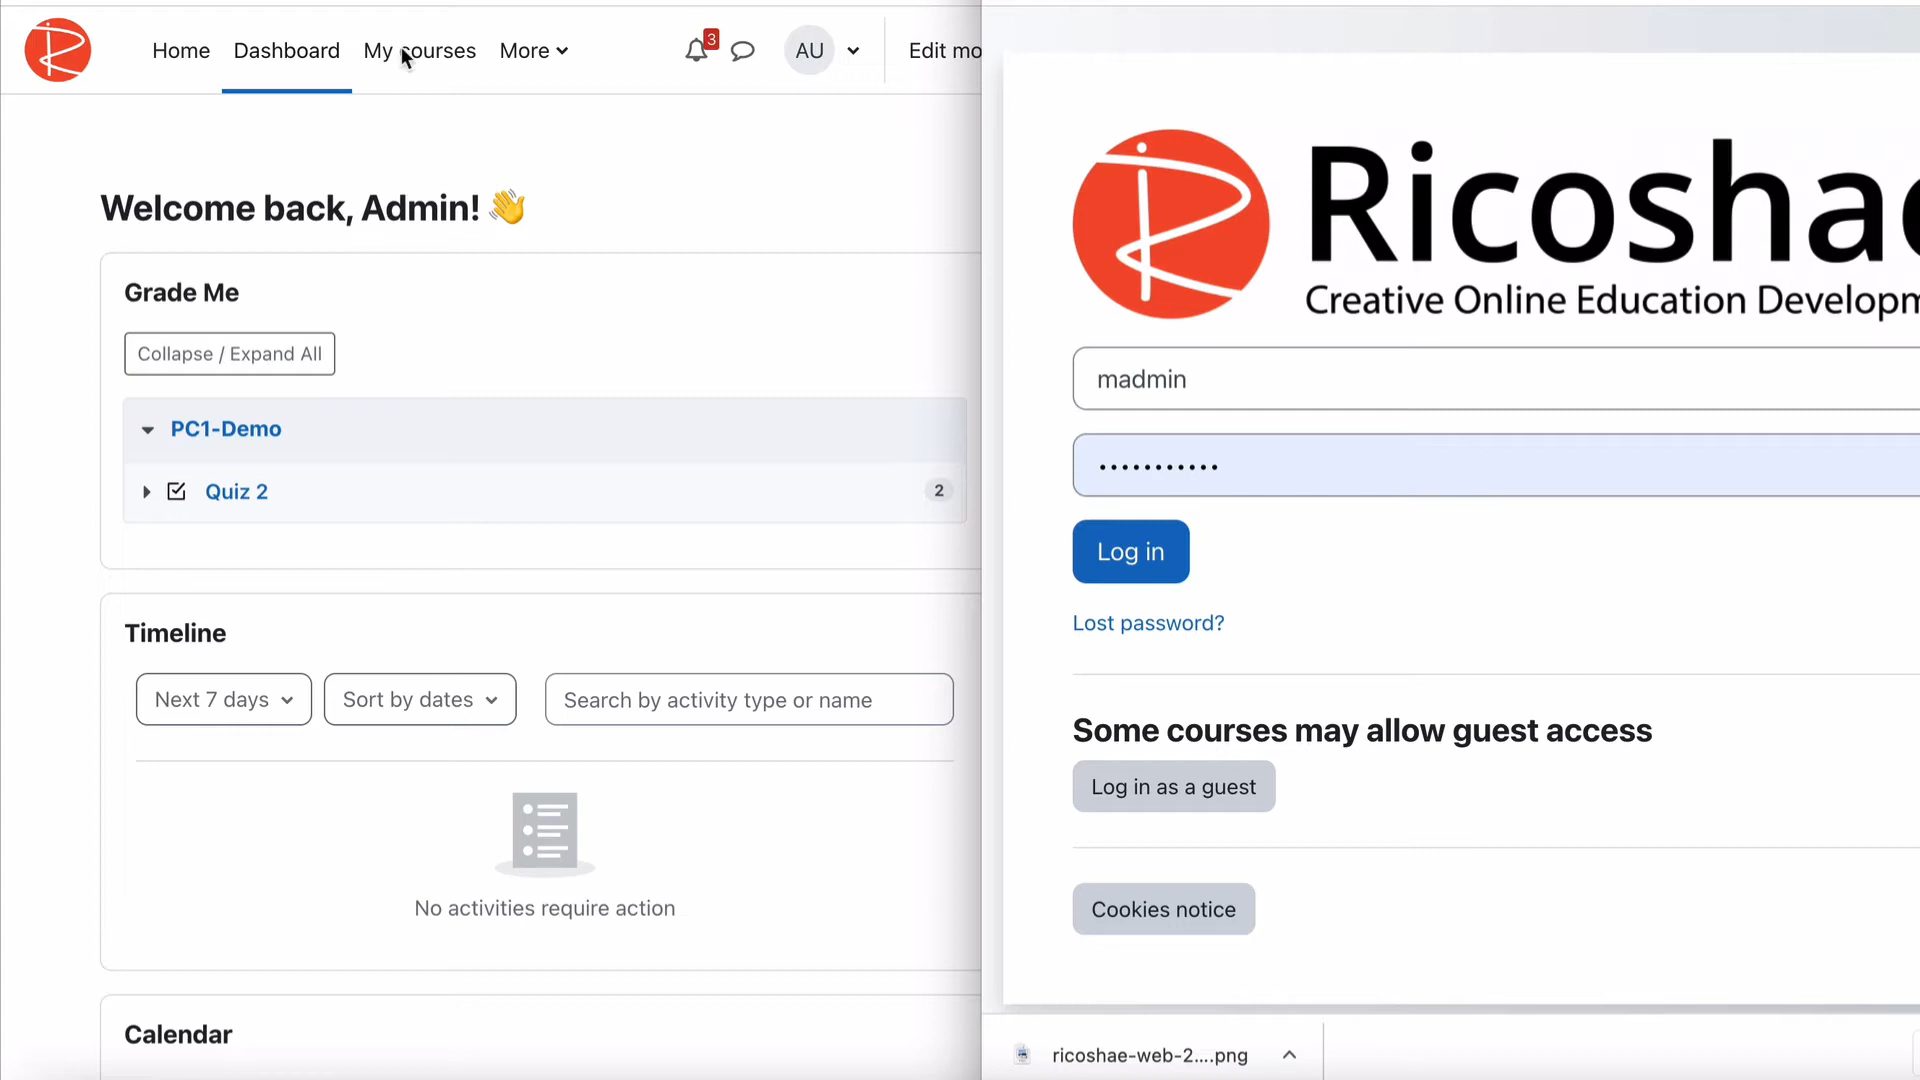 Home Dashboard My courses More 3 AU Edit mo
Welcome back, Admin! 👋
Grade Me
Collapse / Expand All
PC1-Demo
Quiz 2 2
Timeline
Next 7 days Sort by dates Search by activity type or name
No activities require action
Calendar
Ricoshae
Creative Online Education Developm
madmin
•••••••••••
Log in
Lost password?
Some courses may allow guest access
Log in as a guest
Cookies notice
ricoshae-web-2....png